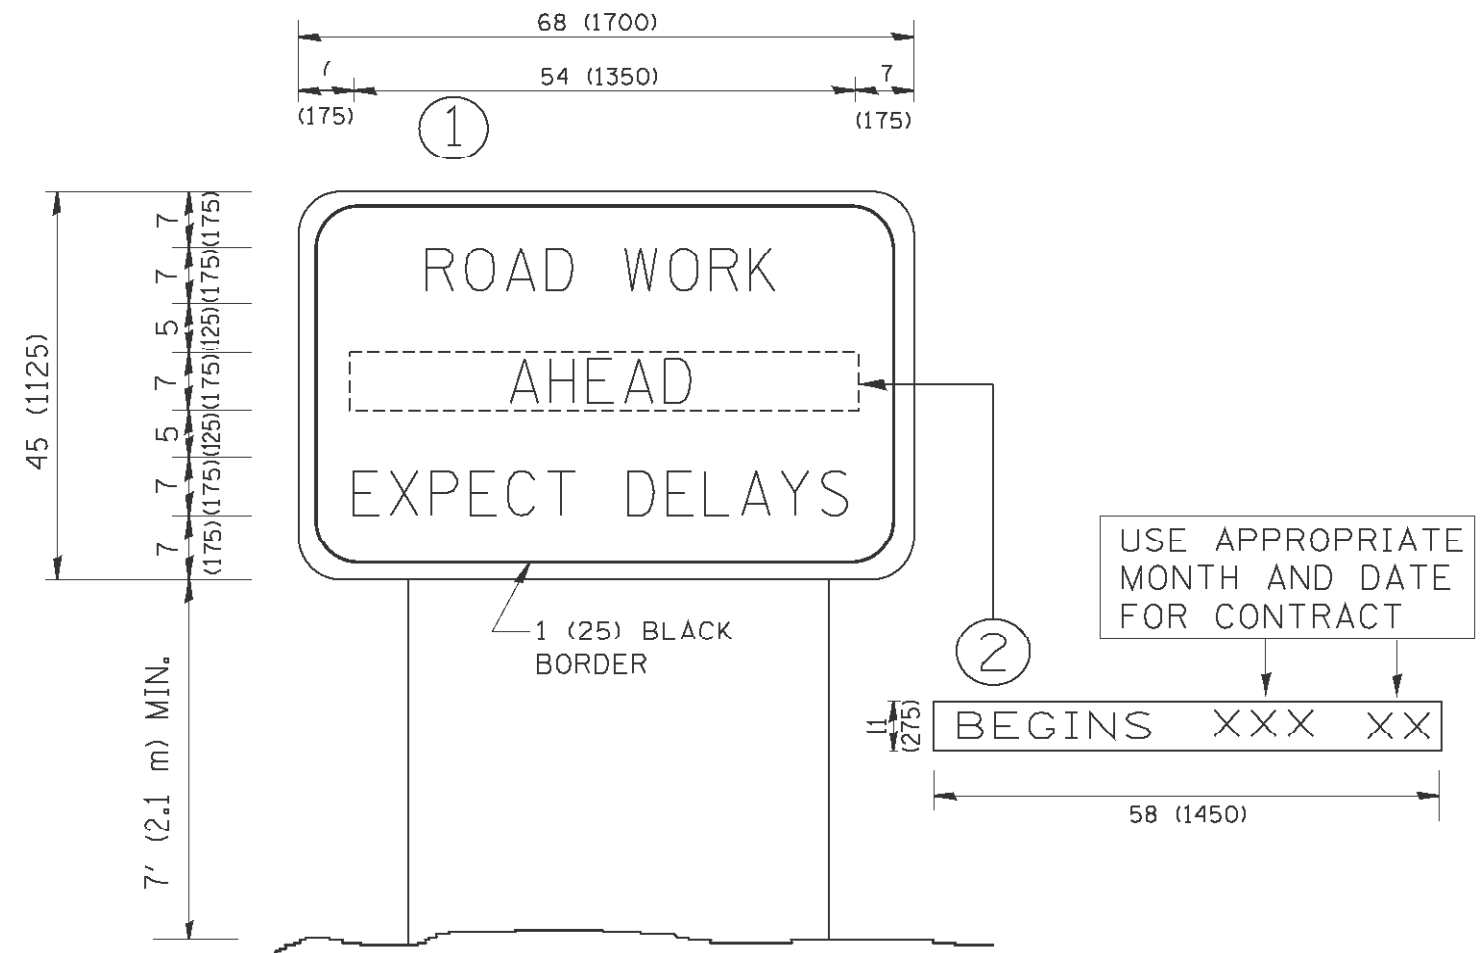 68 (1700)
7 54 (1350) 7
(175) (175)
1
7 (175)
7 (175)
5 (125)
7 (175)
5 (125)
7 (175)
7 (175)
45 (1125)
ROAD WORK
AHEAD
EXPECT DELAYS
1 (25) BLACK
BORDER
7' (2.1 m) MIN.
2
USE APPROPRIATE
MONTH AND DATE
FOR CONTRACT
11
(275)
BEGINS XXX XX
58 (1450)